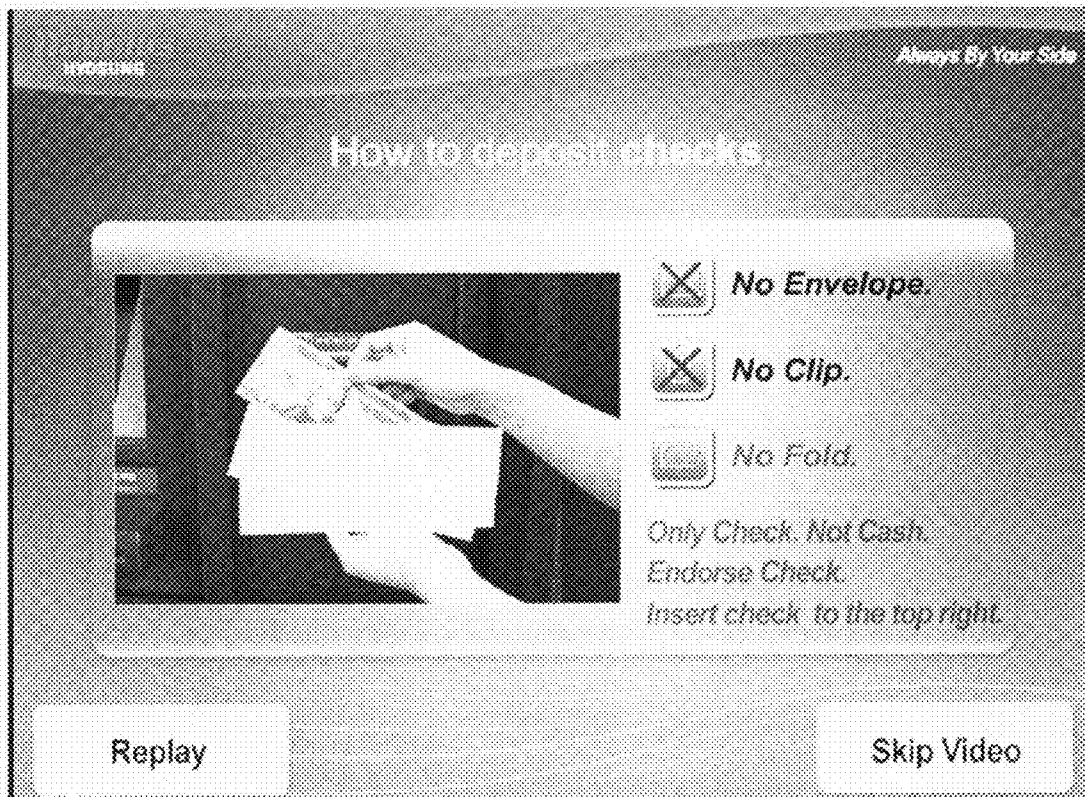 HYOSUNG
Always By Your Side
How to deposit checks
No Envelope.
No Clip.
No Fold.
Only Check. Not Cash.
Endorse Check.
Insert check to the top right.
Replay
Skip Video